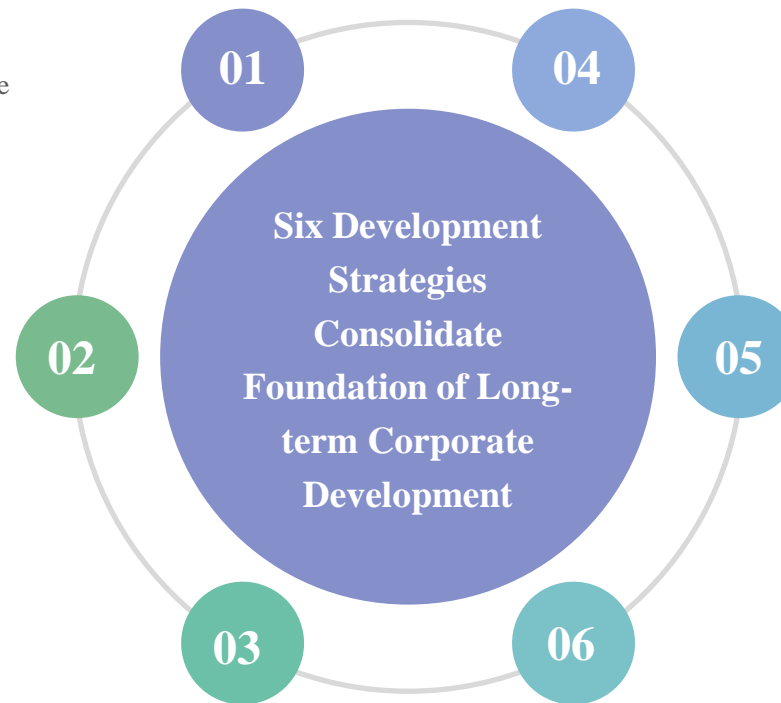 01
04
e
Six Development
Strategies
Consolidate
Foundation of Long-
term Corporate
Development
02
05
03
06